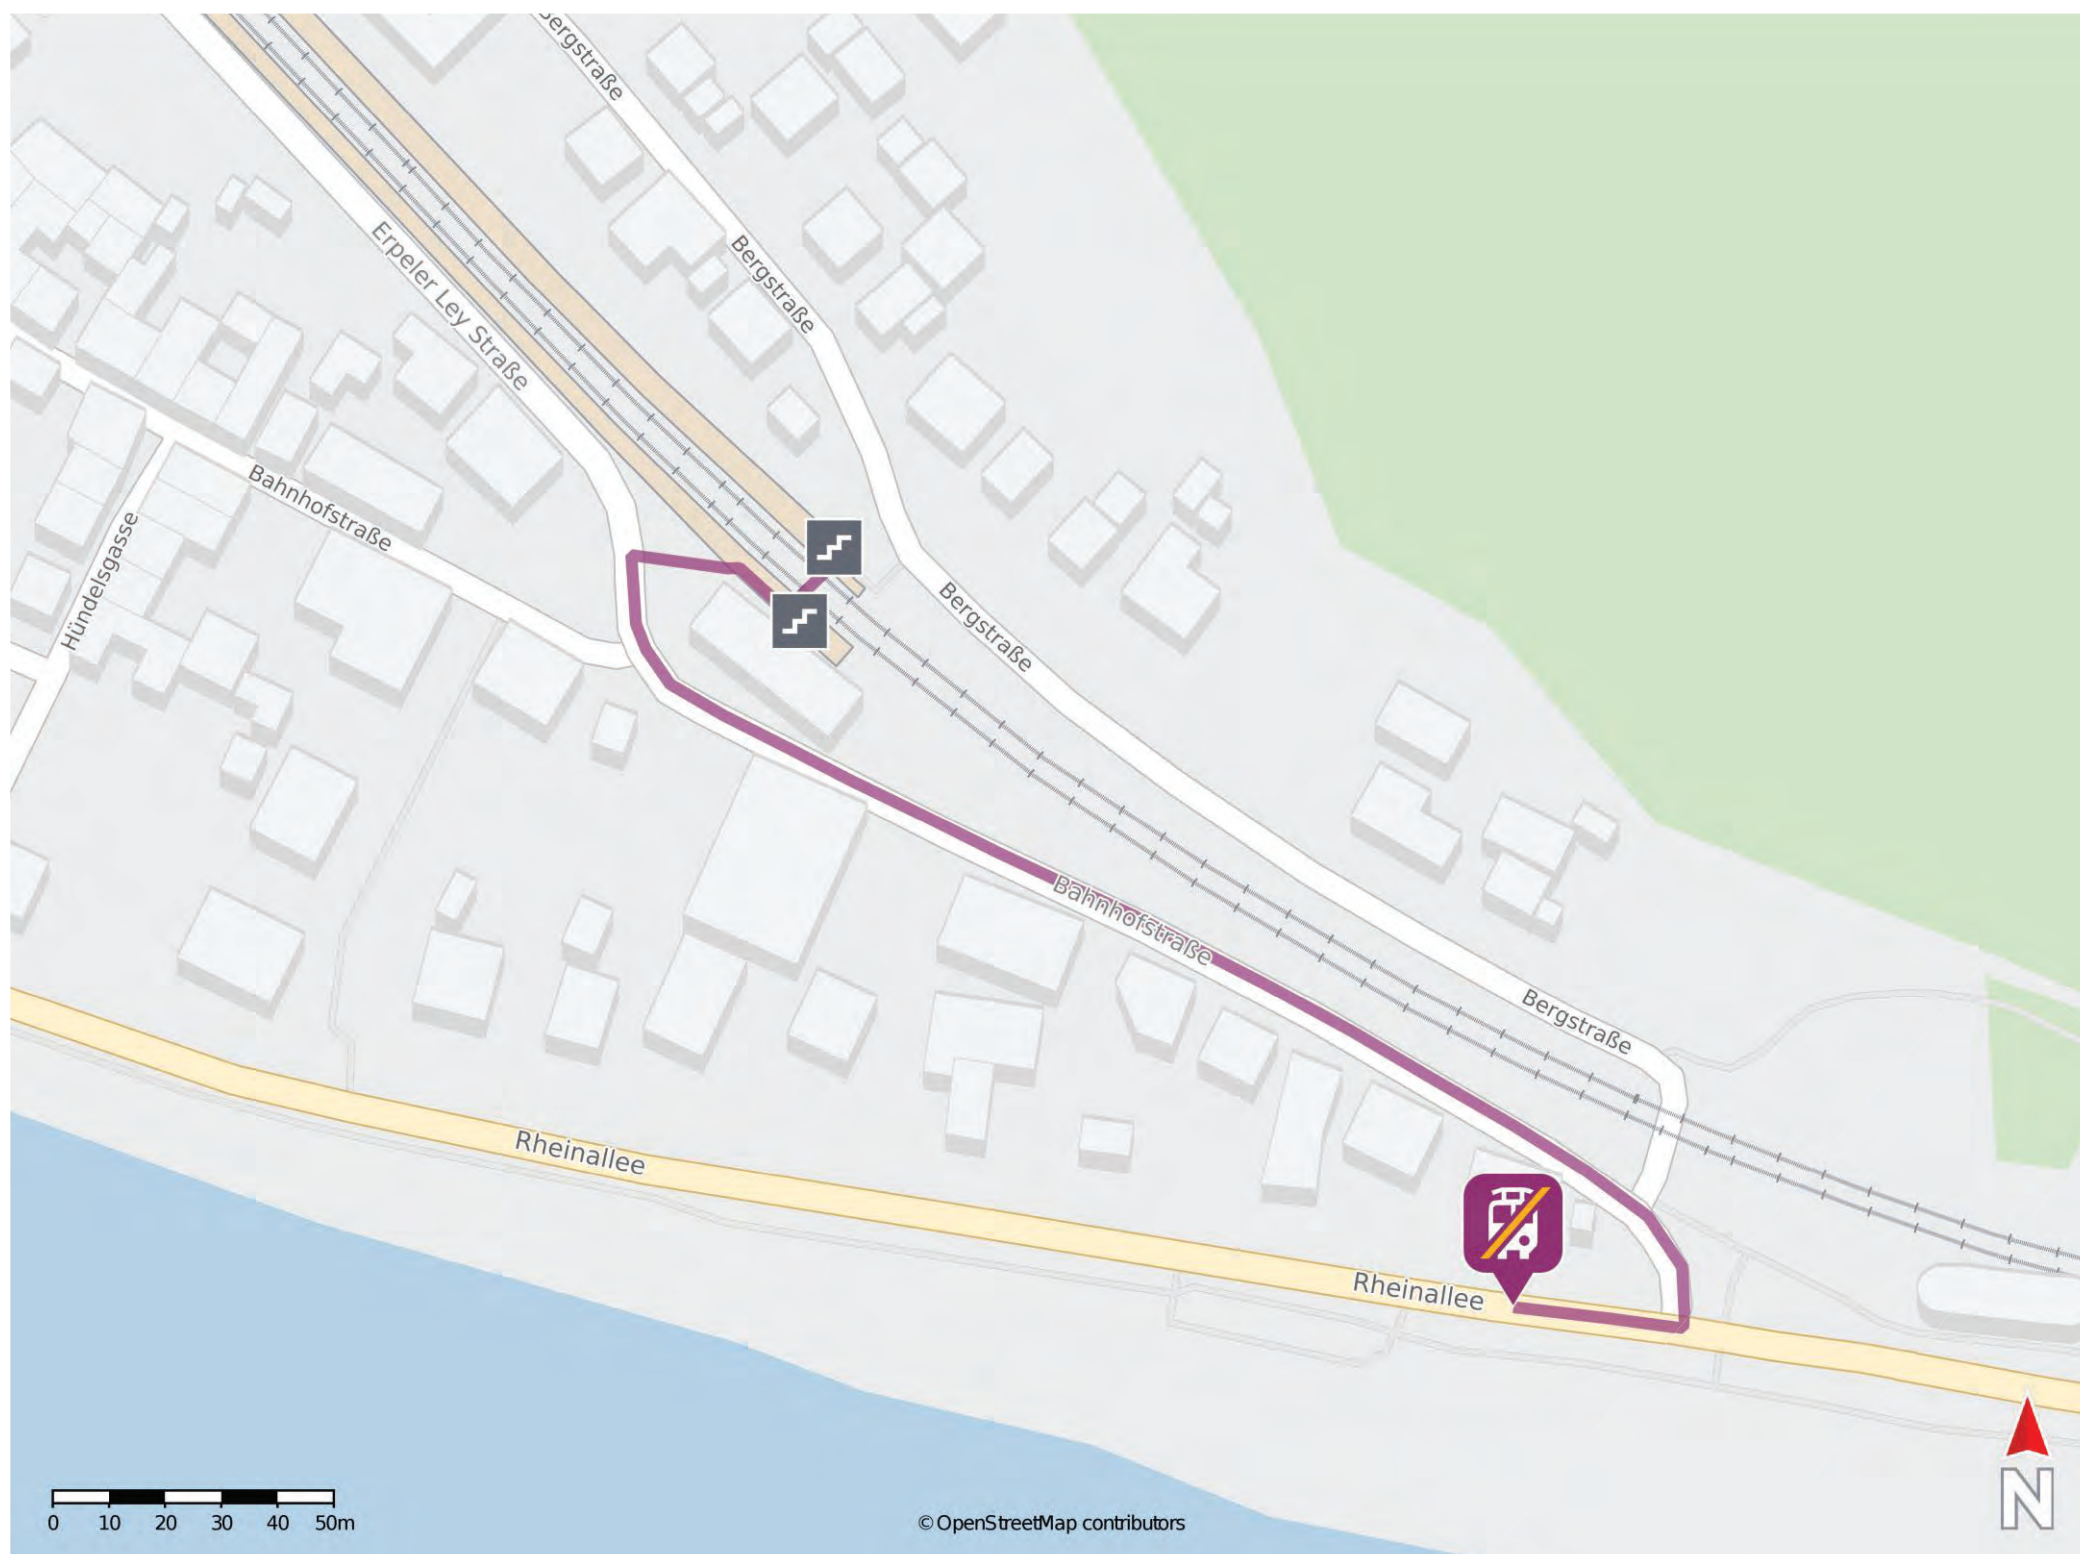 Bergstraße
Erpeler Ley Straße
Bergstraße
Bahnhofstraße
Hündelsgasse
Bergstraße
Bahnhofstraße
Bergstraße
Rheinallee
Rheinallee
N
0 10 20 30 40 50m
© OpenStreetMap contributors